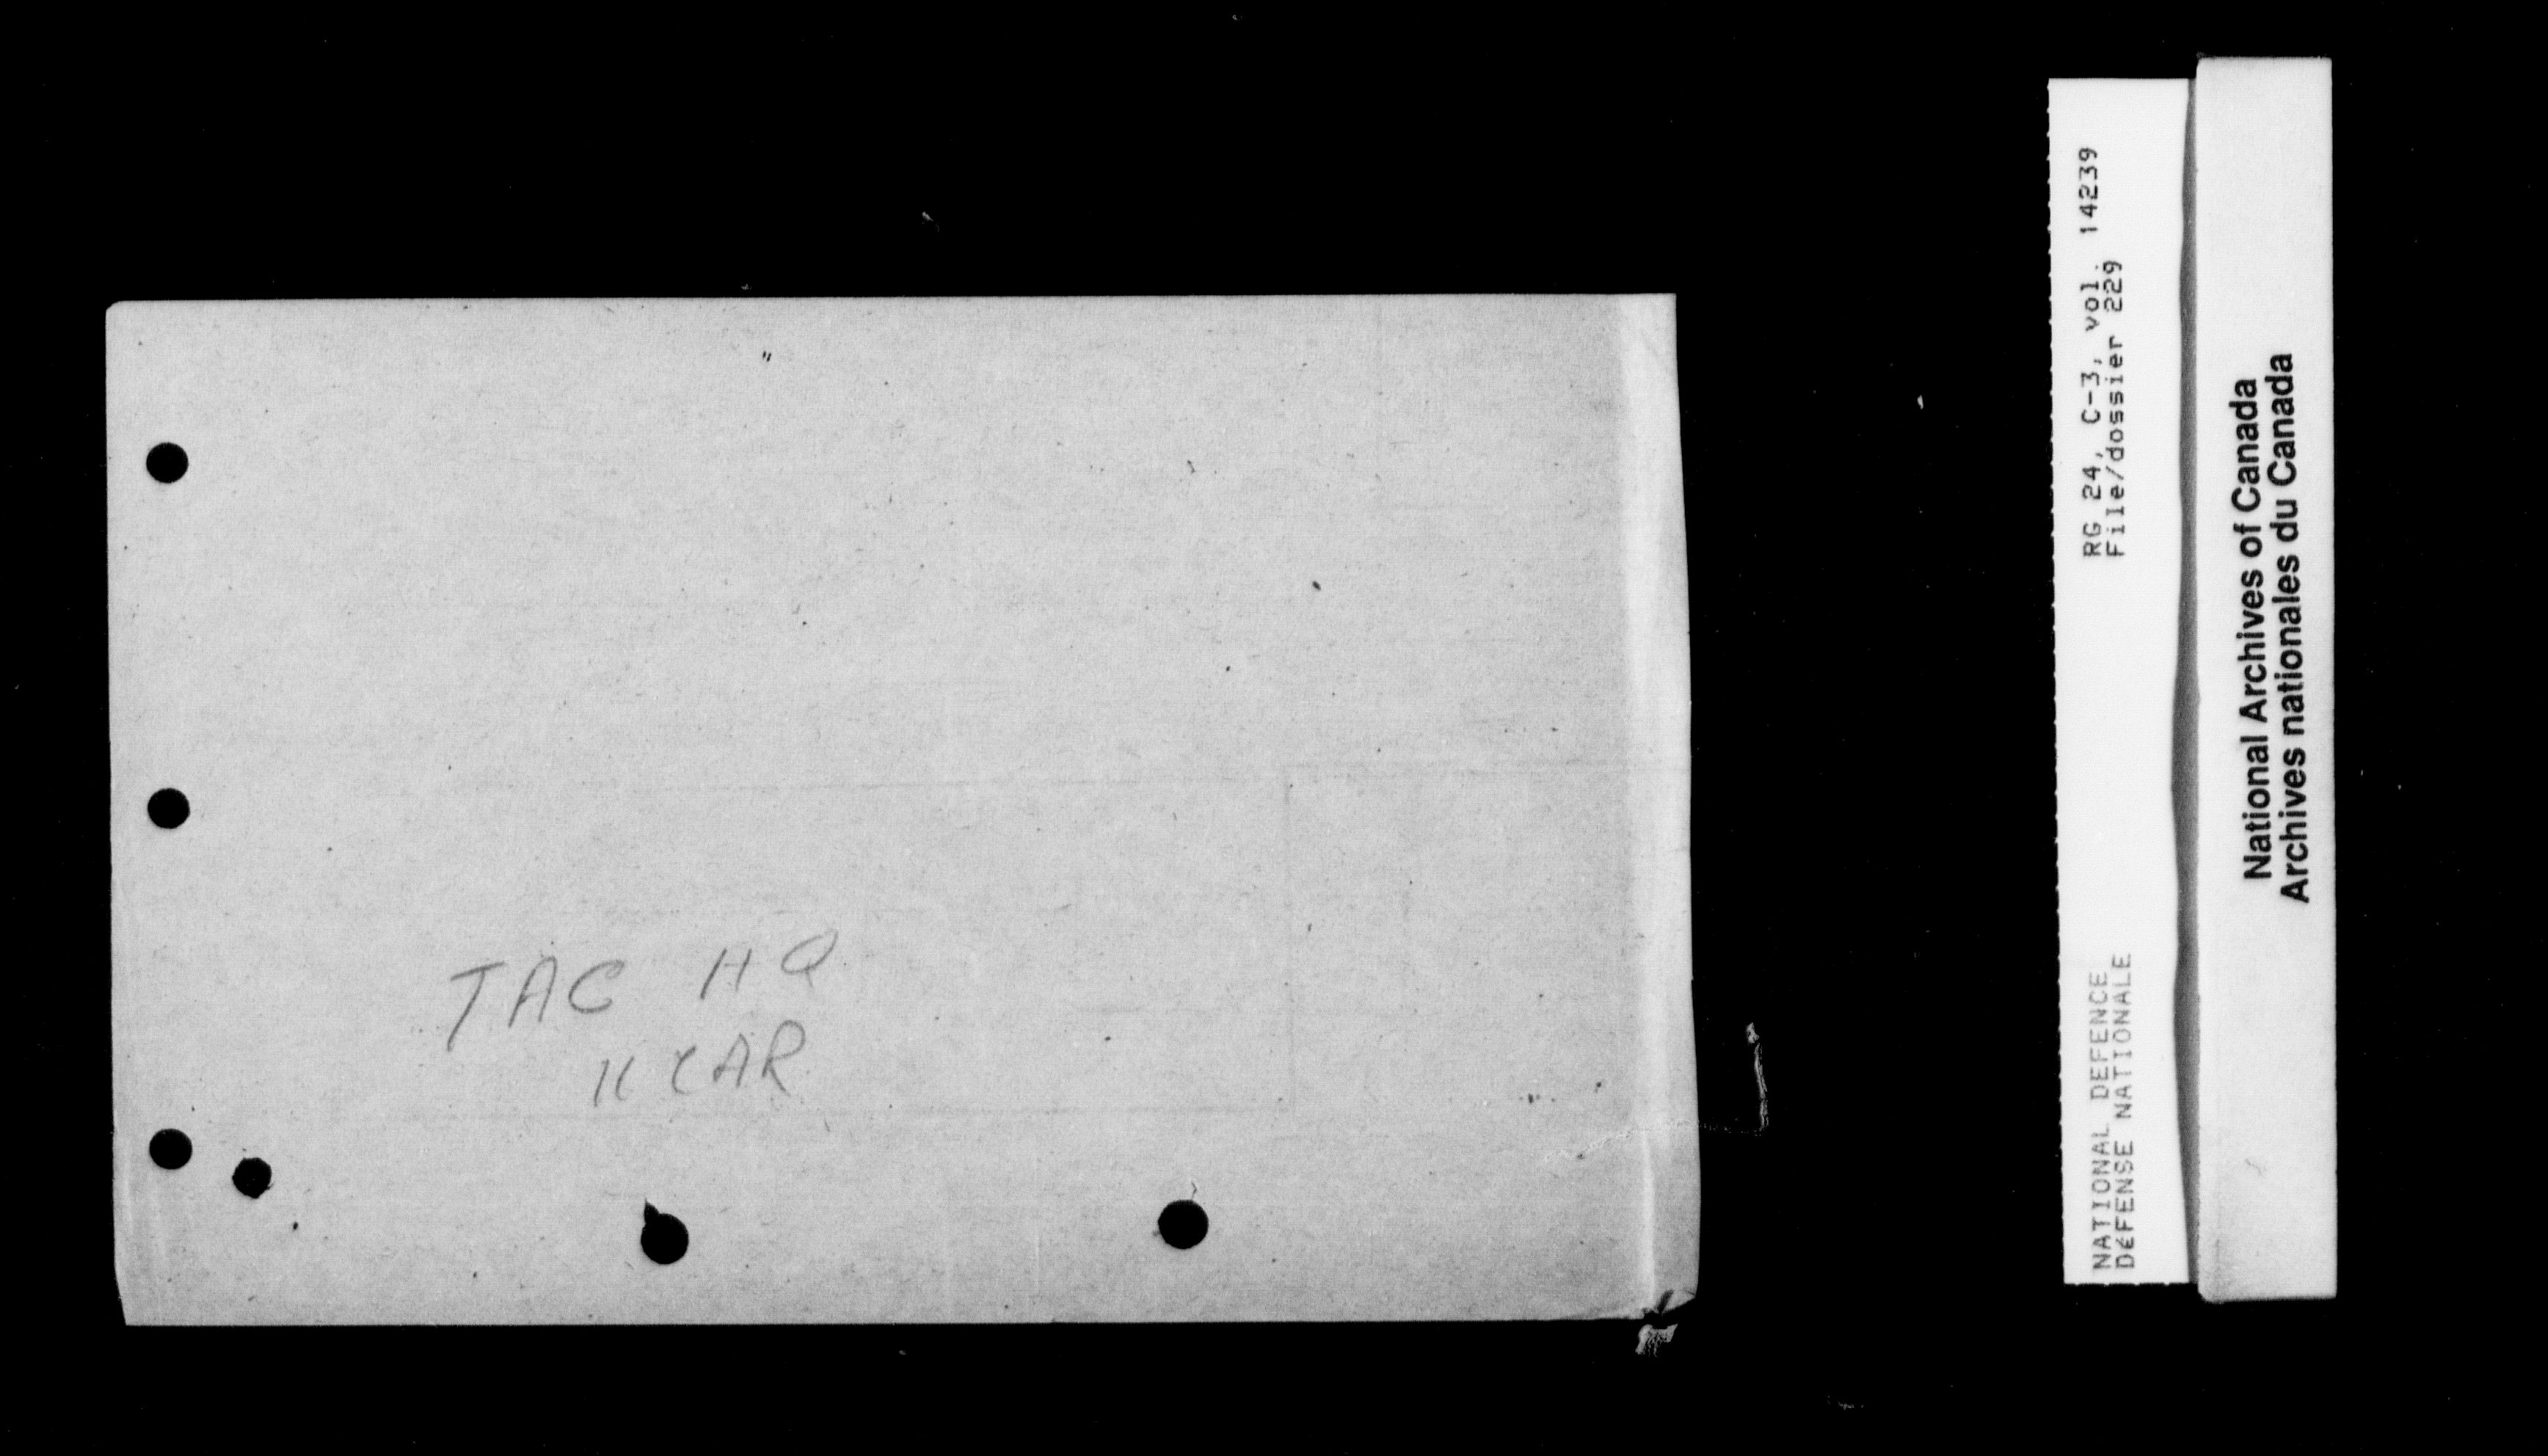 TAC HQ
11 CAR
RG 24, C-3, vol. 14239
File/dossier 229
NATIONAL DEFENCE
DÉFENSE NATIONALE
National Archives of Canada
Archives nationales du Canada